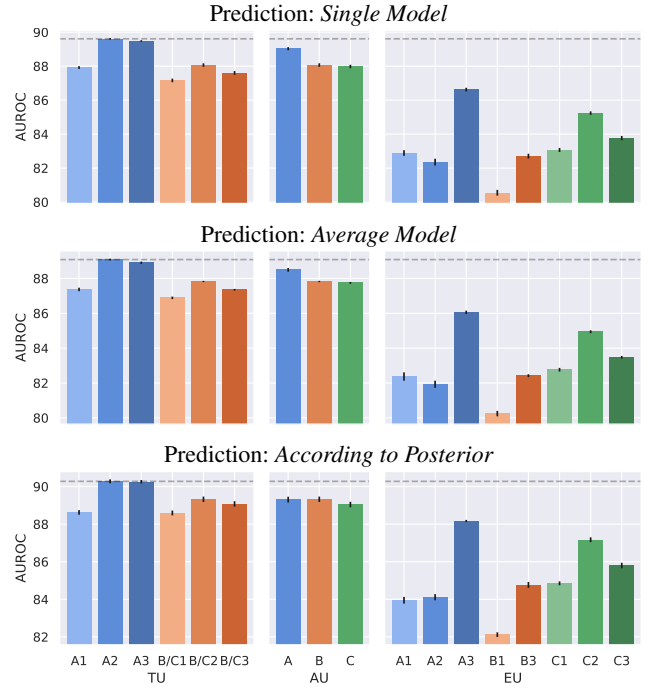 Prediction: Single Model
90
88
86
84
82
80
AUROC
Prediction: Average Model
88
86
84
82
80
AUROC
Prediction: According to Posterior
90
88
86
84
82
AUROC
A1 A2 A3 B/C1 B/C2 B/C3 A B C A1 A2 A3 B1 B3 C1 C2 C3
TU AU EU